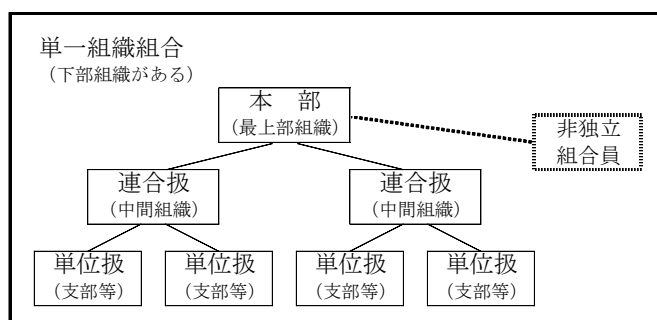 単一組織組合
（下部組織がある）
本　部
（最上部組織）
非独立
組合員
連合扱
（中間組織）
連合扱
（中間組織）
単位扱
（支部等）
単位扱
（支部等）
単位扱
（支部等）
単位扱
（支部等）